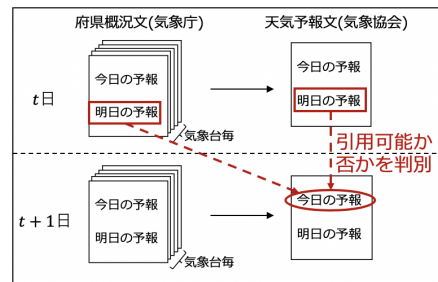 府県概況文(気象庁)
天気予報文(気象協会)
t日
今日の予報
明日の予報
気象台毎
今日の予報
明日の予報
引用可能か
否かを判別
t + 1日
今日の予報
明日の予報
気象台毎
今日の予報
明日の予報